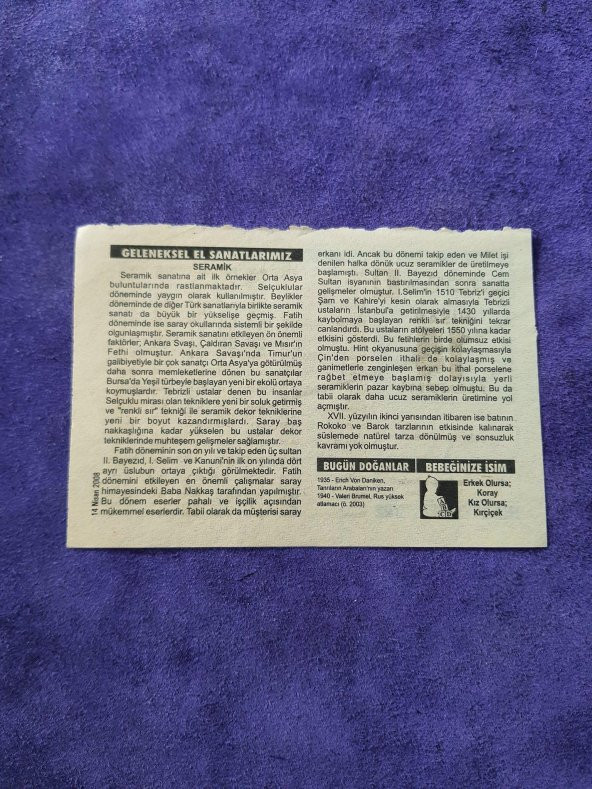 GELENEKSEL EL SANATLARIMIZ
SERAMİK
Seramik sanatına ait ilk örnekler Orta Asya
buluntularında rastlanmaktadır. Selçuklular
döneminde yaygın olarak kullanılmıştır. Beylikler
döneminde de diğer Türk sanatlarıyla birlikte seramik
sanatı da büyük bir yükselişe geçmiş. Fatih
döneminde ise saray okullarında sistemli bir şekilde
olgunlaşmıştır. Seramik sanatını etkileyen ön önemli
faktörler; Ankara Svaşı, Çaldıran Savaşı ve Mısır'ın
Fethi olmuştur. Ankara Savaşı'nda Timur'un
galibiyetiyle bir çok sanatçı Orta Asya'ya götürülmüş
daha sonra memleketlerine dönen bu sanatçılar
Bursa'da Yeşil türbeyle başlayan yeni bir ekolü ortaya
koymuşlardır. Tebrizli ustalar denen bu insanlar
Selçuklu mirası olan tekniklere yeni bir soluk getirmiş
ve "renkli sır" tekniği ile seramik dekor tekniklerine
yeni bir boyut kazandırmışlardı. Saray baş
nakkaşlığına kadar yükselen bu ustalar dekor
tekniklerinde muhteşem gelişmeler sağlamıştır.
Fatih döneminin son on yılı ve takip eden üç sultan
II. Bayezıd, I. Selim ve Kanuni'nin ilk on yılında dört
ayrı üslubun ortaya çıktığı görülmektedir. Fatih
dönemini etkileyen en önemli çalışmalar saray
himayesindeki Baba Nakkaş tarafından yapılmıştır.
Bu dönem eserler pahalı ve işçilik açısından
mükemmel eserlerdir. Tabii olarak da müşterisi saray
14 Nisan 2008
erkanı idi. Ancak bu dönemi takip eden ve Milet işi
denilen halka dönük ucuz seramikler de üretilmeye
başlamıştı. Sultan II. Bayezıd döneminde Cem
Sultan isyanının bastırılmasından sonra sanatta
gelişmeler olmuştur. I.Selim'in 1510 Tebriz'i geçici
Şam ve Kahire'yi kesin olarak almasıyla Tebrizli
ustaların İstanbul'a getirilmesiyle 1430 yıllarda
kaybolmaya başlayan renkli sır tekniğini tekrar
canlandırdı. Bu ustaların atölyeleri 1550 yılına kadar
etkisini gösterdi. Bu fetihlerin birde olumsuz etkisi
olmuştu. Hint okyanusuna geçişin kolaylaşmasıyla
Çin'den porselen ithali de kolaylaşmış ve
ganimetlerle zenginleşen erkan bu ithal porselene
rağbet etmeye başlamış dolayısıyla yerli
seramiklerin pazar kaybına sebep olmuştu. Bu da
tabii olarak daha ucuz seramiklerin üretimine yol
açmıştır.
XVII. yüzyılın ikinci yarısından itibaren ise batının
Rokoko ve Barok tarzlarının etkisinde kalınarak
süslemede natürel tarza dönülmüş ve sonsuzluk
kavramı yok olmuştur.
BUGÜN DOĞANLAR
1935 - Erich Von Daniken,
Tanrıların Arabaları'nın yazarı
1940 - Valeri Brumel, Rus yüksek
atlamacı (ö. 2003)
BEBEĞİNİZE İSİM
Erkek Olursa;
Koray
Kız Olursa;
Kırçiçek